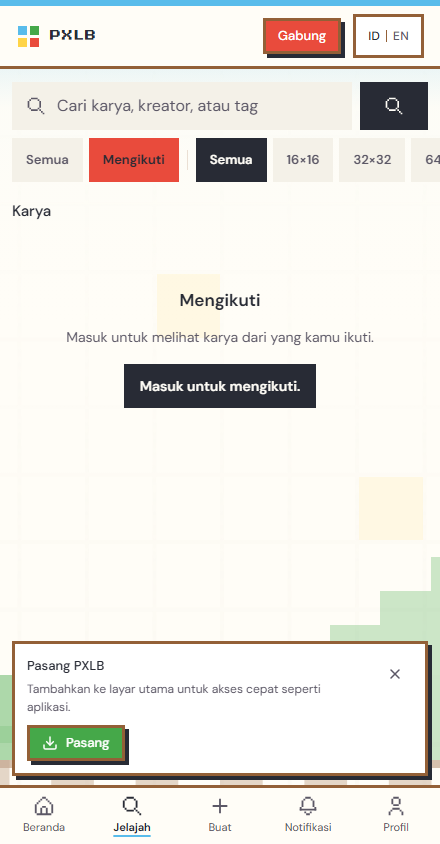 PXLB
Gabung
ID | EN
Cari karya, kreator, atau tag
Semua
Mengikuti
Semua
16×16
32×32
64
Karya
Mengikuti
Masuk untuk melihat karya dari yang kamu ikuti.
Masuk untuk mengikuti.
Pasang PXLB
Tambahkan ke layar utama untuk akses cepat seperti
aplikasi.
Pasang
Beranda
Jelajah
Buat
Notifikasi
Profil